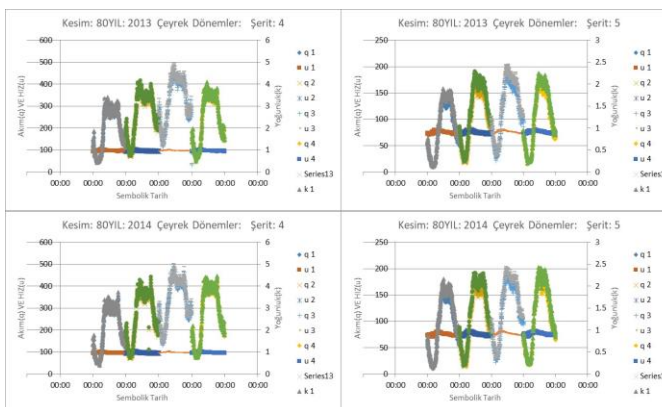 Kesim: 80YIL: 2013 Çeyrek Dönemler: Şerit: 4
600
500
400
300
200
100
0
6
5
4
3
2
1
0
Akım(q) VE HIZ(u)
Yoğunluk(k)
00:00 00:00 00:00 00:00 00:00 00:00 00:00 00:00
Sembolik Tarih
q 1
u 1
q 2
u 2
q 3
u 3
q 4
u 4
Series13
k 1
Kesim: 80YIL: 2013 Çeyrek Dönemler: Şerit: 5
250
200
150
100
50
0
3
2.5
2
1.5
1
0.5
0
Akım(q) VE HIZ(u)
Yoğunluk(k)
00:00 00:00 00:00 00:00 00:00 00:00 00:00 00:00
Sembolik Tarih
q 1
u 1
q 2
u 2
q 3
u 3
q 4
u 4
Series13
k 1
Kesim: 80YIL: 2014 Çeyrek Dönemler: Şerit: 4
600
500
400
300
200
100
0
6
5
4
3
2
1
0
Akım(q) VE HIZ(u)
Yoğunluk(k)
00:00 00:00 00:00 00:00 00:00 00:00 00:00 00:00
Sembolik Tarih
q 1
u 1
q 2
u 2
q 3
u 3
q 4
u 4
Series13
k 1
Kesim: 80YIL: 2014 Çeyrek Dönemler: Şerit: 5
250
200
150
100
50
0
3
2.5
2
1.5
1
0.5
0
Akım(q) VE HIZ(u)
Yoğunluk(k)
00:00 00:00 00:00 00:00 00:00 00:00 00:00 00:00
Sembolik Tarih
q 1
u 1
q 2
u 2
q 3
u 3
q 4
u 4
Series13
k 1